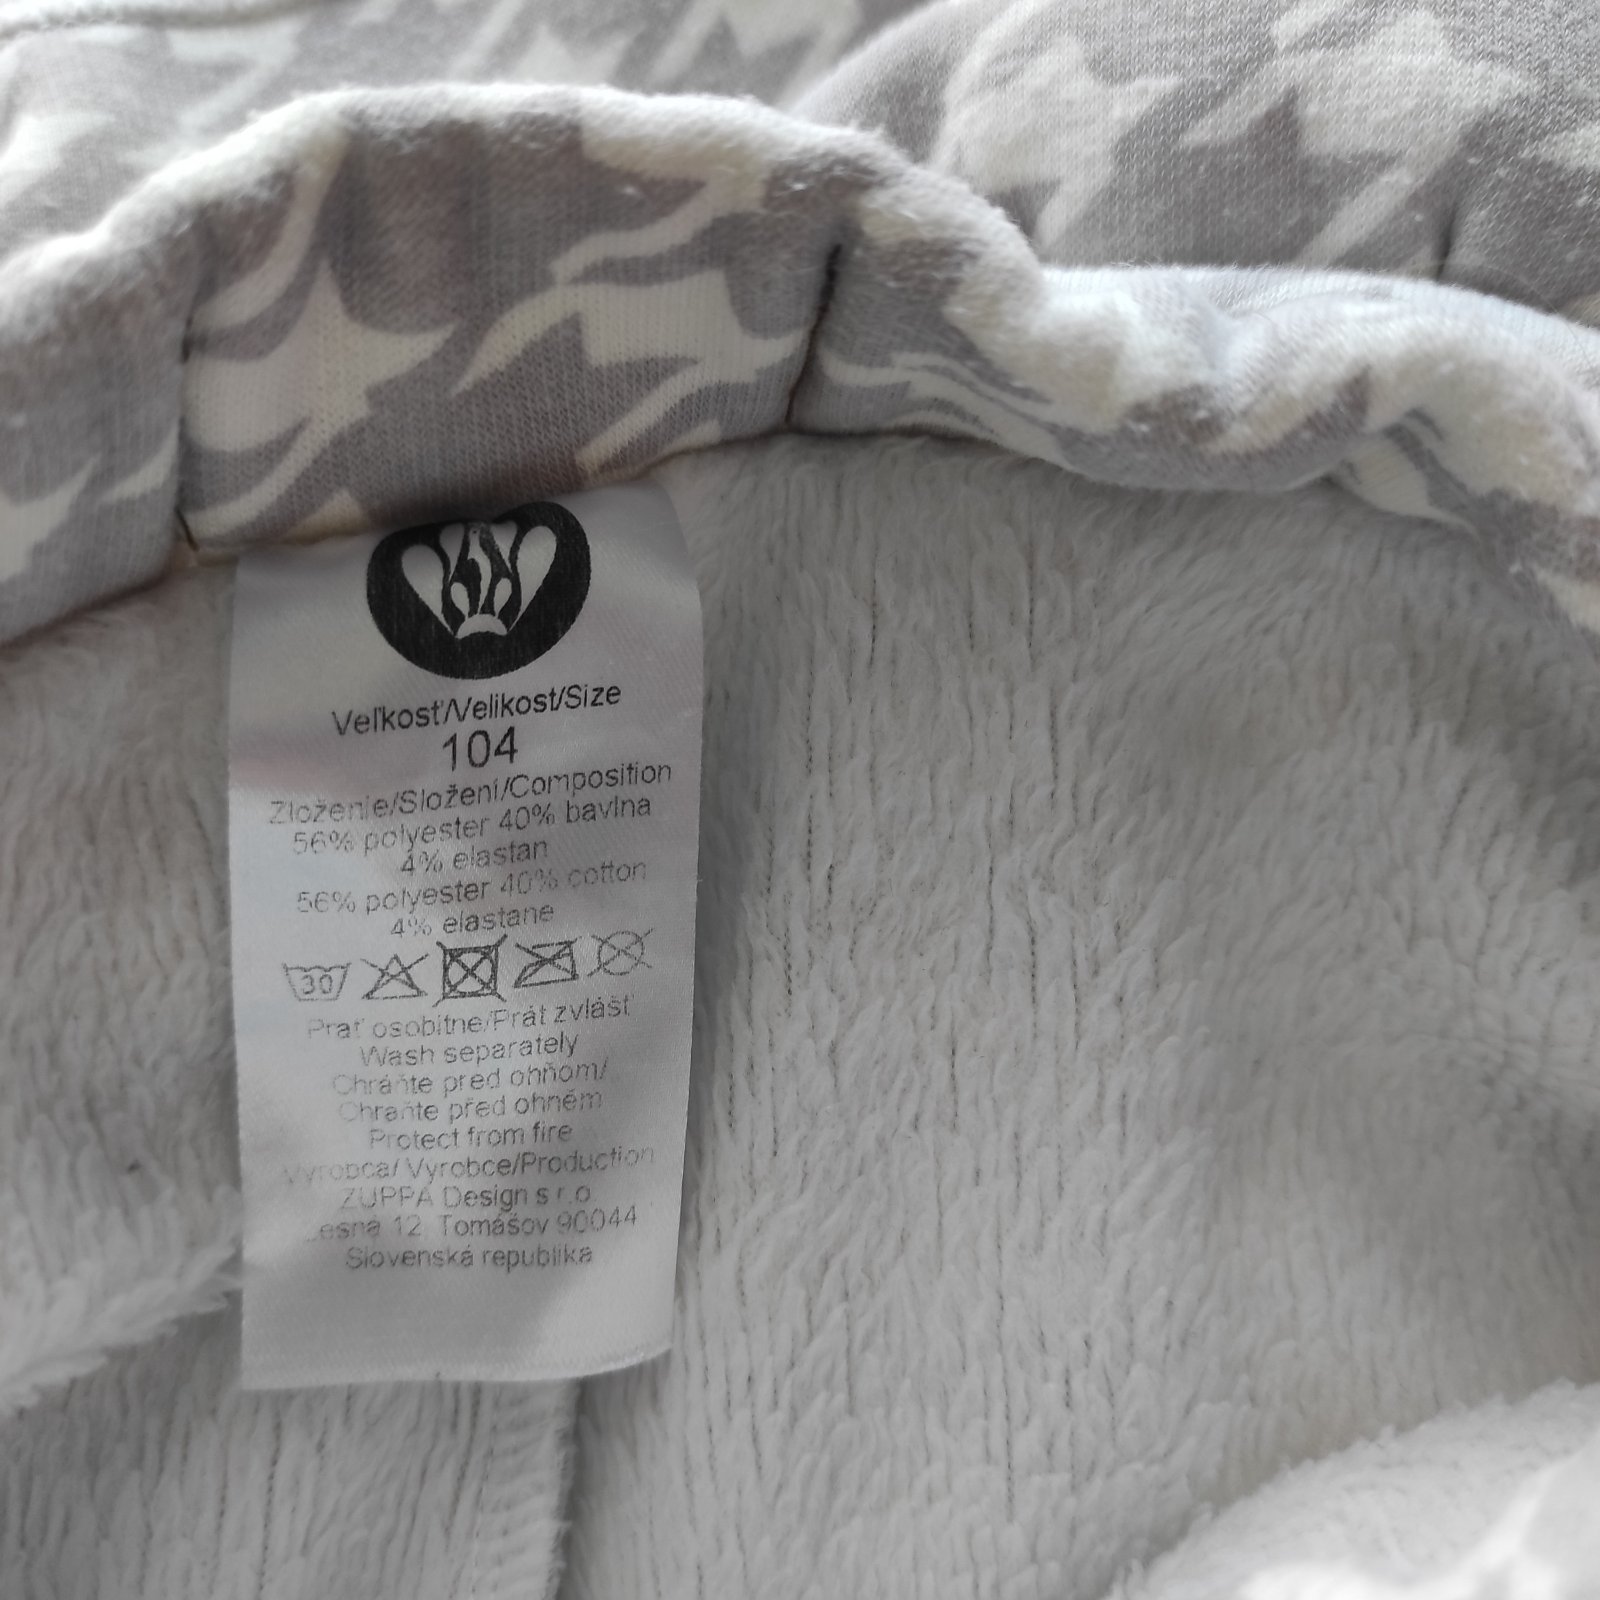 Veľkosť/Velikost/Size
104
Zloženie/Složení/Composition
56% polyester 40% bavlna
4% elastan
56% polyester 40% cotton
4% elastane
30
Prať osobitne/Prát zvlášť
Wash separately
Chráňte pred ohňom/
Chraňte před ohněm
Protect from fire
Výrobca/Vyrobce/Production
ZUPPA Design s.r.o.
Lesná 12, Tomášov 90044
Slovenská republika